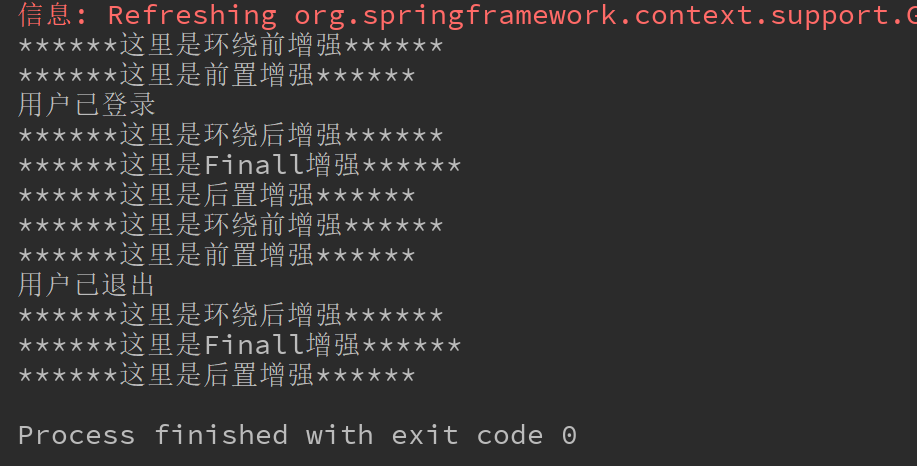 信息: Refreshing org.springframework.context.support.G
******这里是环绕前增强******
******这里是前置增强******
用户已登录
******这里是环绕后增强******
******这里是Finall增强******
******这里是后置增强******
******这里是环绕前增强******
******这里是前置增强******
用户已退出
******这里是环绕后增强******
******这里是Finall增强******
******这里是后置增强******
Process finished with exit code 0